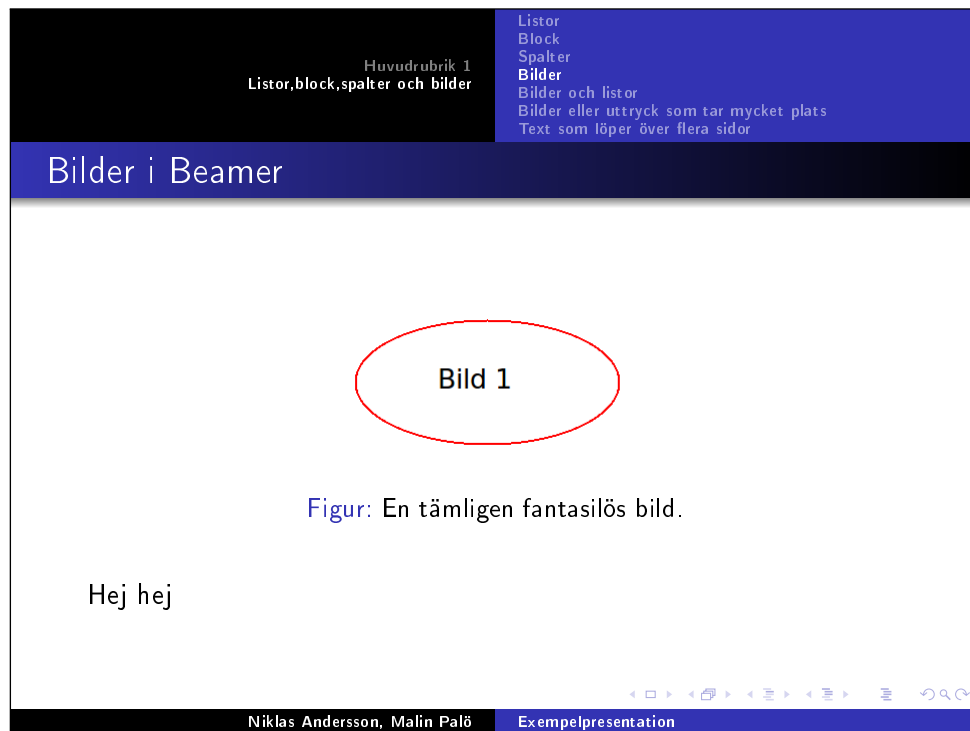 Huvudrubrik 1
Listor,block,spalter och bilder
Listor
Block
Spalter
Bilder
Bilder och listor
Bilder eller uttryck som tar mycket plats
Text som löper över flera sidor
Bilder i Beamer
Bild 1
Figur: En tämligen fantasilös bild.
Hej hej
Niklas Andersson, Malin Palö
Exempelpresentation